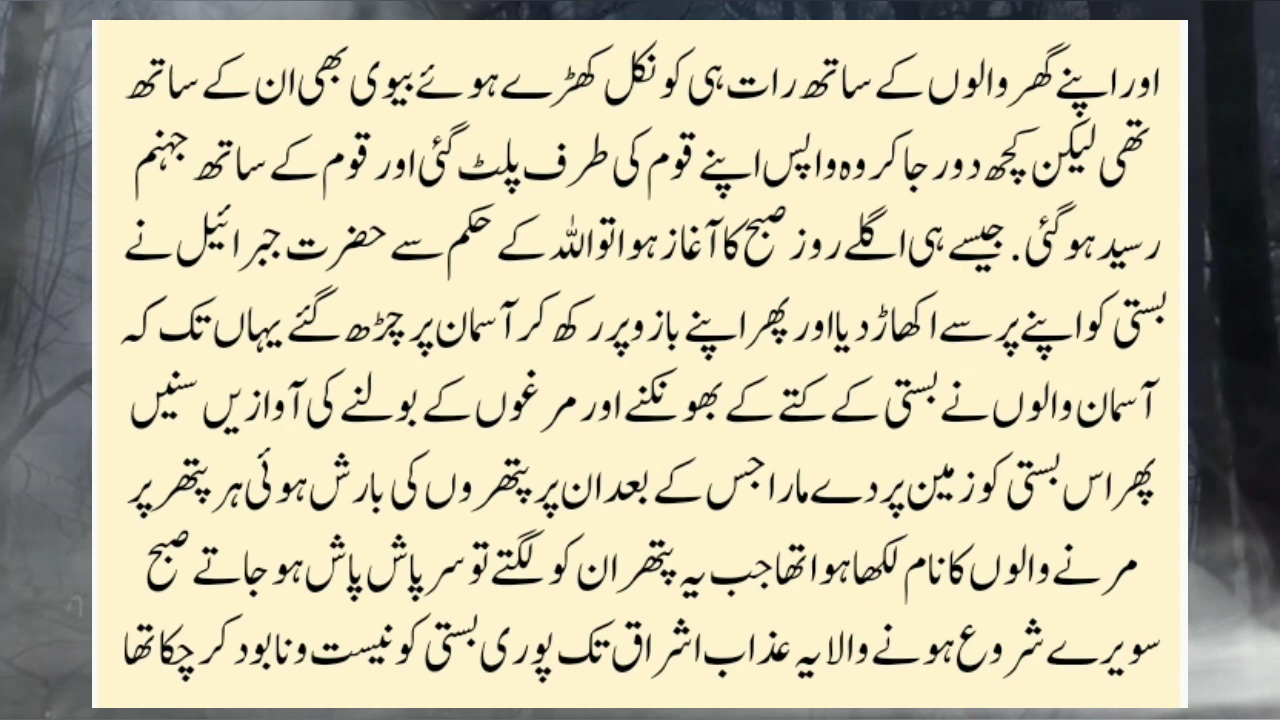 اور اپنے گھر والوں کے ساتھ رات ہی کو نکل کھڑے ہوئے بیوی بھی ان کے ساتھ
تھی لیکن کچھ دور جا کر وہ واپس اپنے قوم کی طرف پلٹ گئی اور قوم کے ساتھ جہنم
رسید ہو گئی. جیسے ہی اگلے روز صبح کا آغاز ہوا تو اللہ کے حکم سے حضرت جبرائیل نے
بستی کو اپنے پر سے اکھاڑ دیا اور پھر اپنے بازو پر رکھ کر آسمان پر چڑھ گئے یہاں تک کہ
آسمان والوں نے بستی کے کتے کے بھونکنے اور مرغوں کے بولنے کی آوازیں سنیں
پھر اس بستی کو زمین پر دے مارا جس کے بعد ان پر پتھروں کی بارش ہوئی ہر پتھر پر
مرنے والوں کا نام لکھا ہوا تھا جب یہ پتھر ان کو لگتے تو سر پاش پاش ہو جاتے صبح
سویرے شروع ہونے والا یہ عذاب اشراق تک پوری بستی کو نیست و نابود کر چکا تھا